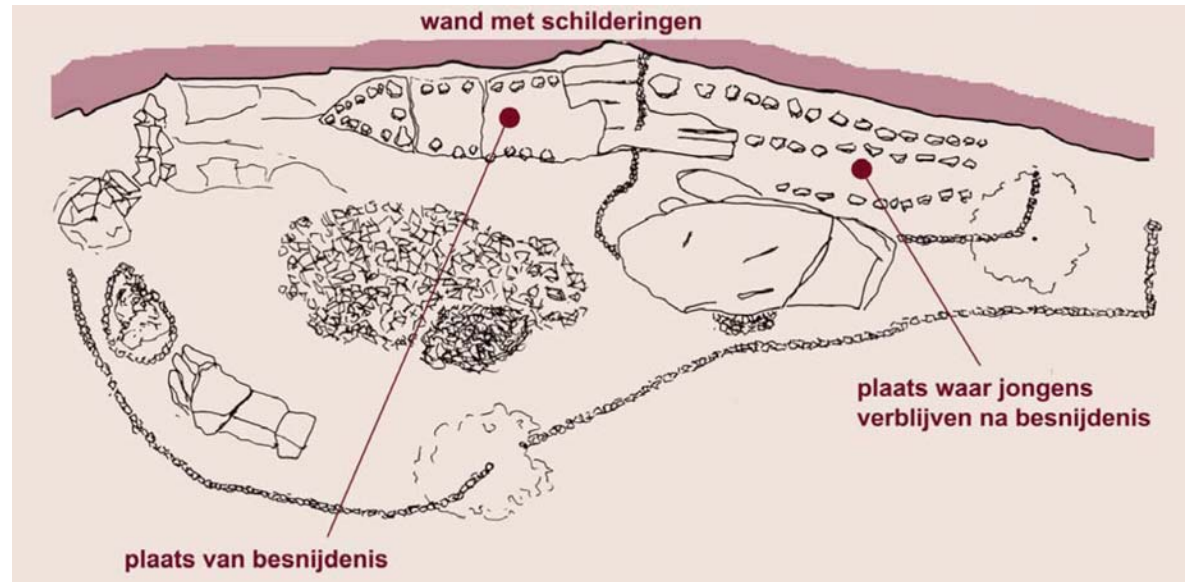 wand met schilderingen
plaats waar jongens
verblijven na besnijdenis
plaats van besnijdenis